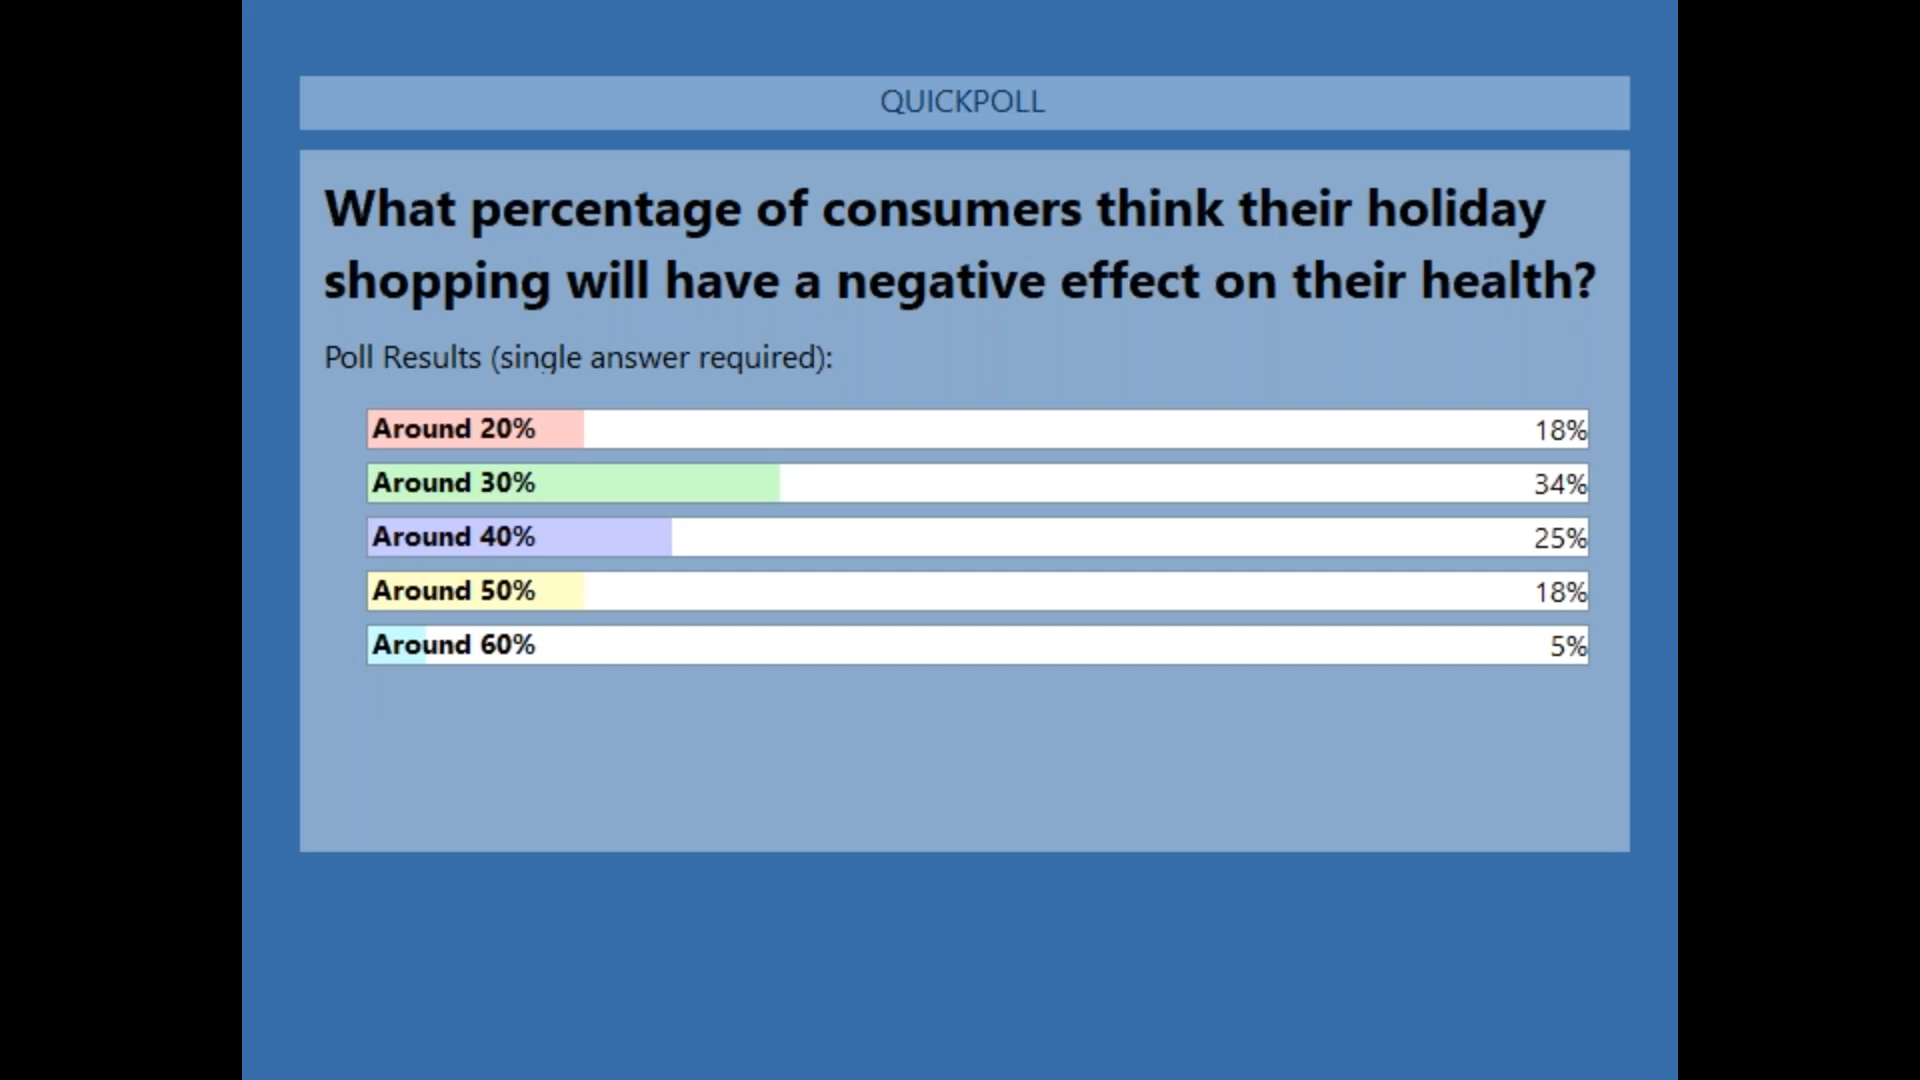 QUICKPOLL
What percentage of consumers think their holiday
shopping will have a negative effect on their health?
Poll Results (single answer required):
Around 20% 18%
Around 30% 34%
Around 40% 25%
Around 50% 18%
Around 60% 5%